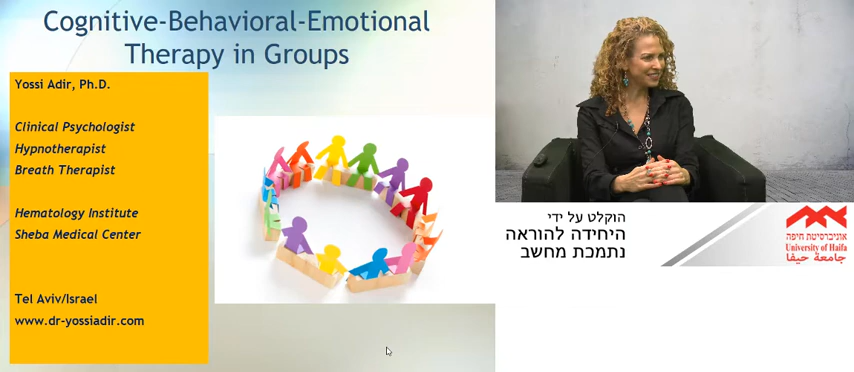 Cognitive-Behavioral-Emotional
Therapy in Groups
Yossi Adir, Ph.D.
Clinical Psychologist
Hypnotherapist
Breath Therapist
Hematology Institute
Sheba Medical Center
Tel Aviv/Israel
www.dr-yossiadir.com
הוקלט על ידי
היחידה להוראה
נתמכת מחשב
אוניברסיטת חיפה
University of Haifa
جامعة حيفا